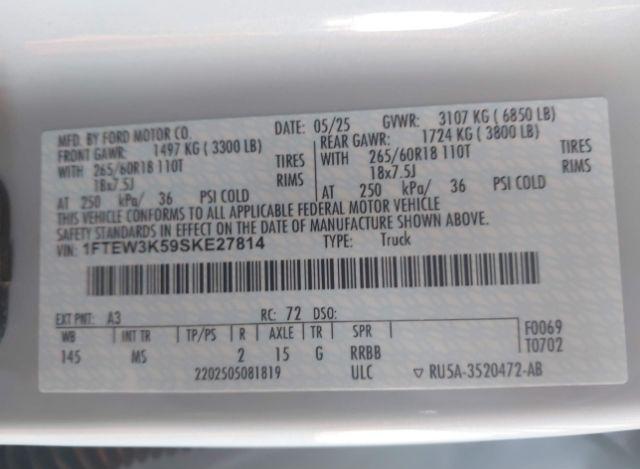 MFD. BY FORD MOTOR CO. DATE: 05/25 GVWR: 3107 KG ( 6850 LB)
FRONT GAWR: 1497 KG ( 3300 LB) REAR GAWR: 1724 KG ( 3800 LB)
WITH 265/60R18 110T TIRES WITH 265/60R18 110T TIRES
18x7.5J RIMS 18x7.5J RIMS
AT 250 kPa/ 36 PSI COLD AT 250 kPa/ 36 PSI COLD
THIS VEHICLE CONFORMS TO ALL APPLICABLE FEDERAL MOTOR VEHICLE
SAFETY STANDARDS IN EFFECT ON THE DATE OF MANUFACTURE SHOWN ABOVE.
VIN: 1FTEW3K59SKE27814 TYPE: Truck
EXT PNT: A3 RC: 72 DSO:
WB INT TR TP/PS R AXLE TR SPR F0069
145 MS 2 15 G RRBB T0702
2202505081819 ULC ▽ RU5A-3520472-AB